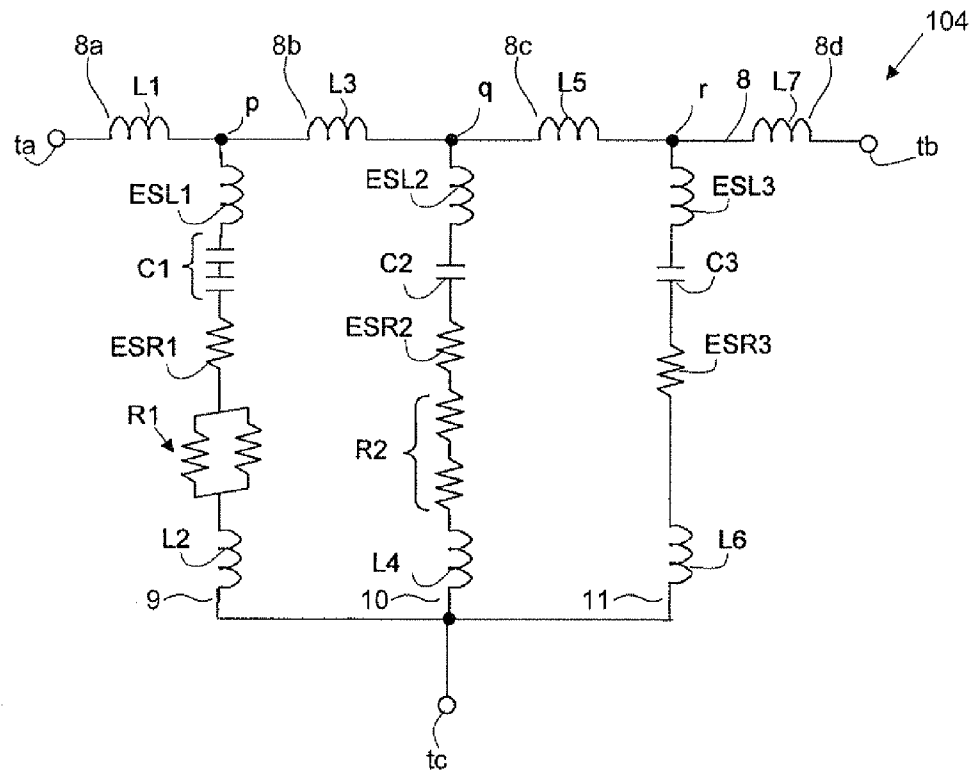 104
8a
8b
8c
8d
L1
L3
L5
L7
p
q
r
8
ta
tb
ESL1
ESL2
ESL3
C1
C2
C3
ESR1
ESR2
ESR3
R1
R2
L2
L4
L6
9
10
11
tc